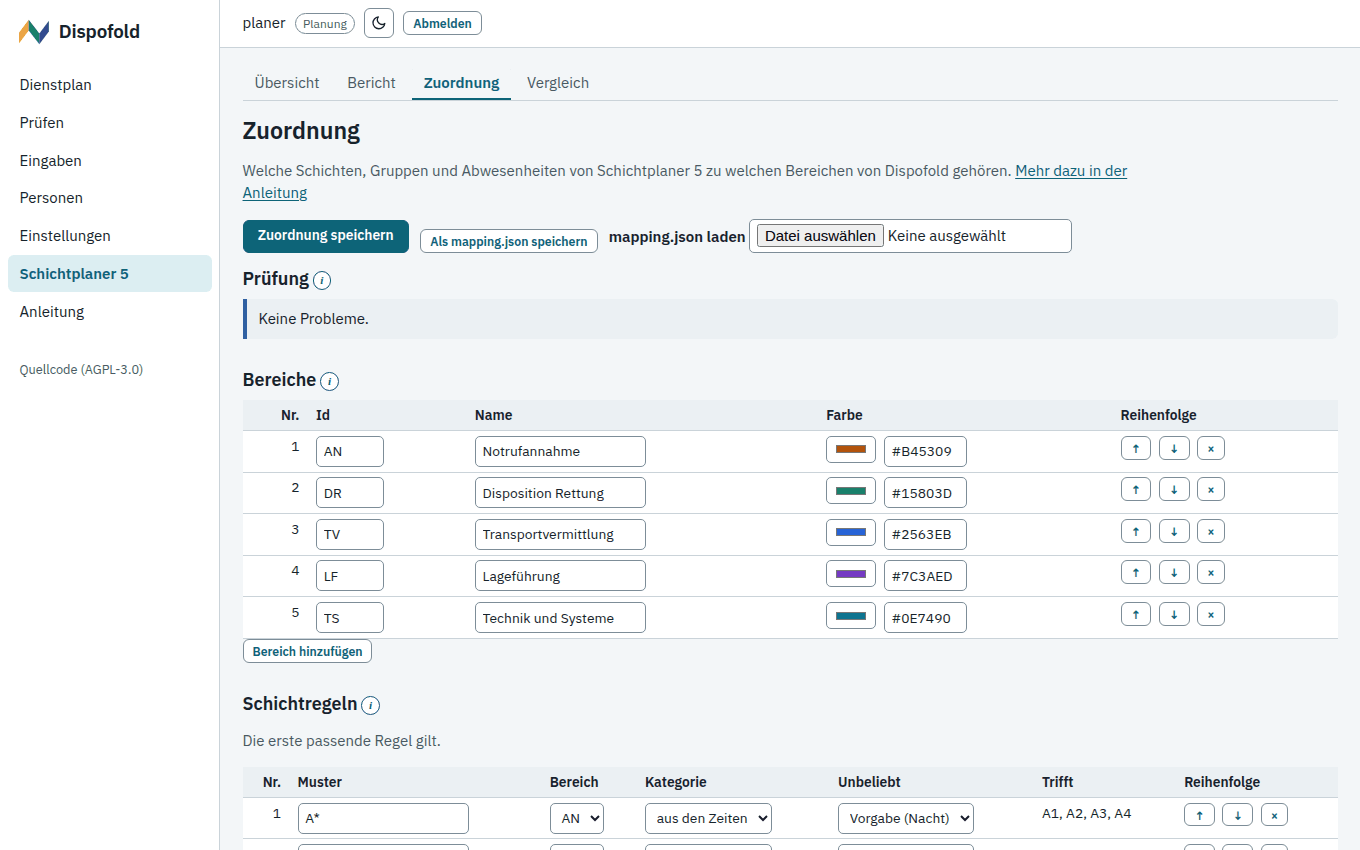 Dispofold
Dienstplan
Prüfen
Eingaben
Personen
Einstellungen
Schichtplaner 5
Anleitung
Quellcode (AGPL-3.0)
planer Planung Abmelden
Übersicht Bericht Zuordnung Vergleich
Zuordnung
Welche Schichten, Gruppen und Abwesenheiten von Schichtplaner 5 zu welchen Bereichen von Dispofold gehören. Mehr dazu in der
Anleitung
Zuordnung speichern Als mapping.json speichern mapping.json laden Datei auswählen Keine ausgewählt
Prüfung i
Keine Probleme.
Bereiche i
Nr. Id Name Farbe Reihenfolge
1 AN Notrufannahme #B45309 ↑ ↓ ×
2 DR Disposition Rettung #15803D ↑ ↓ ×
3 TV Transportvermittlung #2563EB ↑ ↓ ×
4 LF Lageführung #7C3AED ↑ ↓ ×
5 TS Technik und Systeme #0E7490 ↑ ↓ ×
Bereich hinzufügen
Schichtregeln i
Die erste passende Regel gilt.
Nr. Muster Bereich Kategorie Unbeliebt Trifft Reihenfolge
1 A* AN aus den Zeiten Vorgabe (Nacht) A1, A2, A3, A4 ↑ ↓ ×